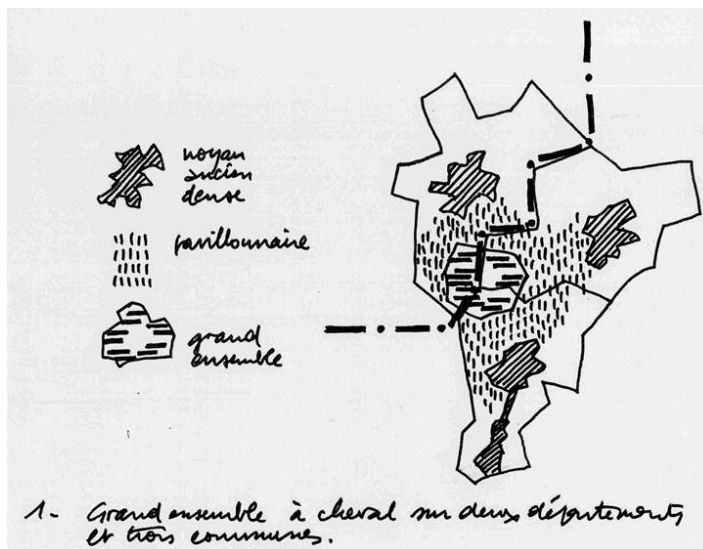 noyau
ancien
dense
pavillonnaire
grand
ensemble
1- Grand ensemble à cheval sur deux départements
et trois communes.